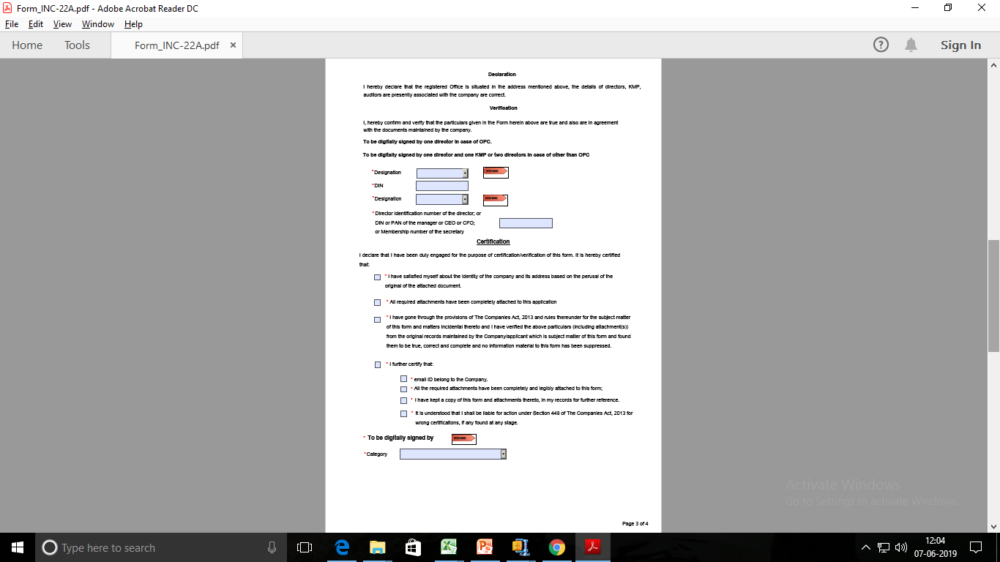 Form_INC-22A.pdf - Adobe Acrobat Reader DC
File Edit View Window Help
Home Tools Form_INC-22A.pdf × ? Sign In
Declaration
I hereby declare that the registered Office is situated in the address mentioned above, the details of directors, KMP,
auditors are presently associated with the company are correct.
Verification
I, hereby confirm and verify that the particulars given in the Form herein above are true and also are in agreement
with the documents maintained by the company.
To be digitally signed by one director in case of OPC.
To be digitally signed by one director and one KMP or two directors in case of other than OPC
*Designation
*DIN
*Designation
*Director identification number of the director; or
DIN or PAN of the manager or CEO or CFO;
or Membership number of the secretary
Certification
I declare that I have been duly engaged for the purpose of certification/verification of this form. It is hereby certified
that:
* I have satisfied myself about the identity of the company and its address based on the perusal of the
original of the attached document.
* All required attachments have been completely attached to this application
* I have gone through the provisions of The Companies Act, 2013 and rules thereunder for the subject matter
of this form and matters incidental thereto and I have verified the above particulars (including attachment(s))
from the original records maintained by the Company/applicant which is subject matter of this form and found
them to be true, correct and complete and no information material to this form has been suppressed.
* I further certify that:
* email ID belong to the Company.
* All the required attachments have been completely and legibly attached to this form;
* I have kept a copy of this form and attachments thereto, in my records for further reference.
* It is understood that I shall be liable for action under Section 448 of The Companies Act, 2013 for
wrong certifications, if any found at any stage.
* To be digitally signed by
*Category
Activate Windows
Go to Settings to activate Windows.
Page 3 of 4
Type here to search
12:04
07-06-2019